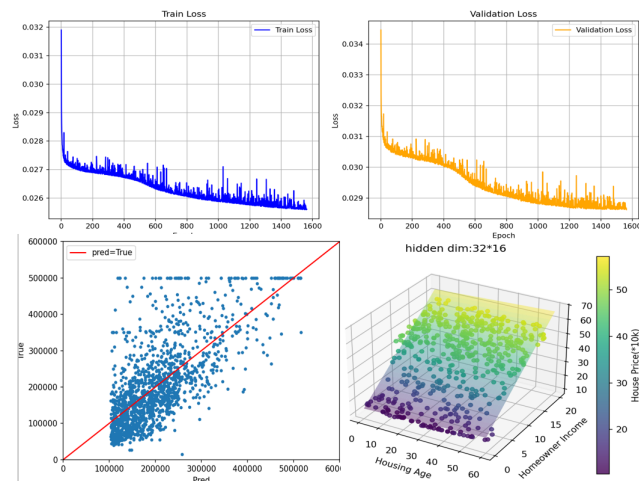 Train Loss
Train Loss
0.032
0.031
0.030
0.029
0.028
0.027
0.026
Loss
0 200 400 600 800 1000 1200 1400 1600
Validation Loss
Validation Loss
0.034
0.033
0.032
0.031
0.030
0.029
Loss
0 200 400 600 800 1000 1200 1400 1600
Epoch
pred=True
600000
500000
400000
300000
200000
100000
0
True
0 100000 200000 300000 400000 500000 6000
Pred
hidden dim:32*16
70
60
50
40
30
20
10
0 10 20 30 40 50 60
Housing Age
0 5 10 15 20
Homeowner Income
House Price(*10k)
50
40
30
20
10